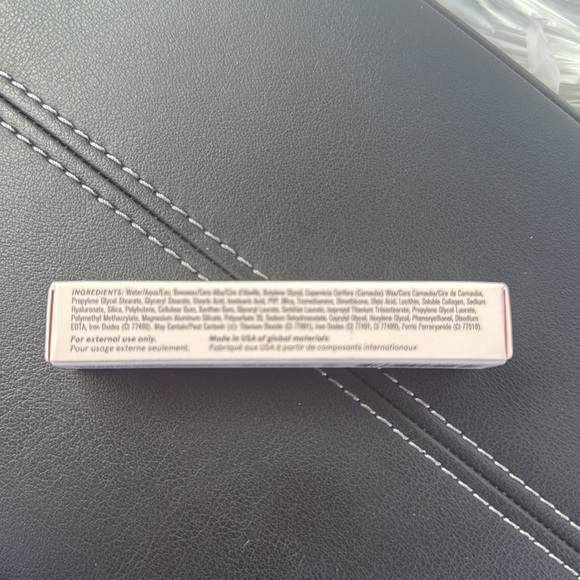 INGREDIENTS: Water/Aqua/Eau, Beeswax/Cera Alba/Cire d'Abeille, Butylene Glycol, Copernicia Cerifera (Carnauba) Wax/Cera Carnauba/Cire de Carnauba,
Propylene Glycol Stearate, Glyceryl Stearate, Stearic Acid, Isostearic Acid, PVP, Mica, Tromethamine, Dimethicone, Oleic Acid, Lecithin, Soluble Collagen, Sodium
Hyaluronate, Silica, Polybutene, Cellulose Gum, Xanthan Gum, Glyceryl Laurate, Sorbitan Laurate, Isopropyl Titanium Triisostearate, Propylene Glycol Laurate,
Polymethyl Methacrylate, Magnesium Aluminum Silicate, Polysorbate 20, Sodium Dehydroacetate, Caprylyl Glycol, Hexylene Glycol, Phenoxyethanol, Disodium
EDTA, Iron Oxides (CI 77499). May Contain/Peut Contenir (±): Titanium Dioxide (CI 77891), Iron Oxides (CI 77491, CI 77499), Ferric Ferrocyanide (CI 77510).
For external use only.
Pour usage externe seulement.
Made in USA of global materials
Fabriqué aux USA à partir de composants internationaux